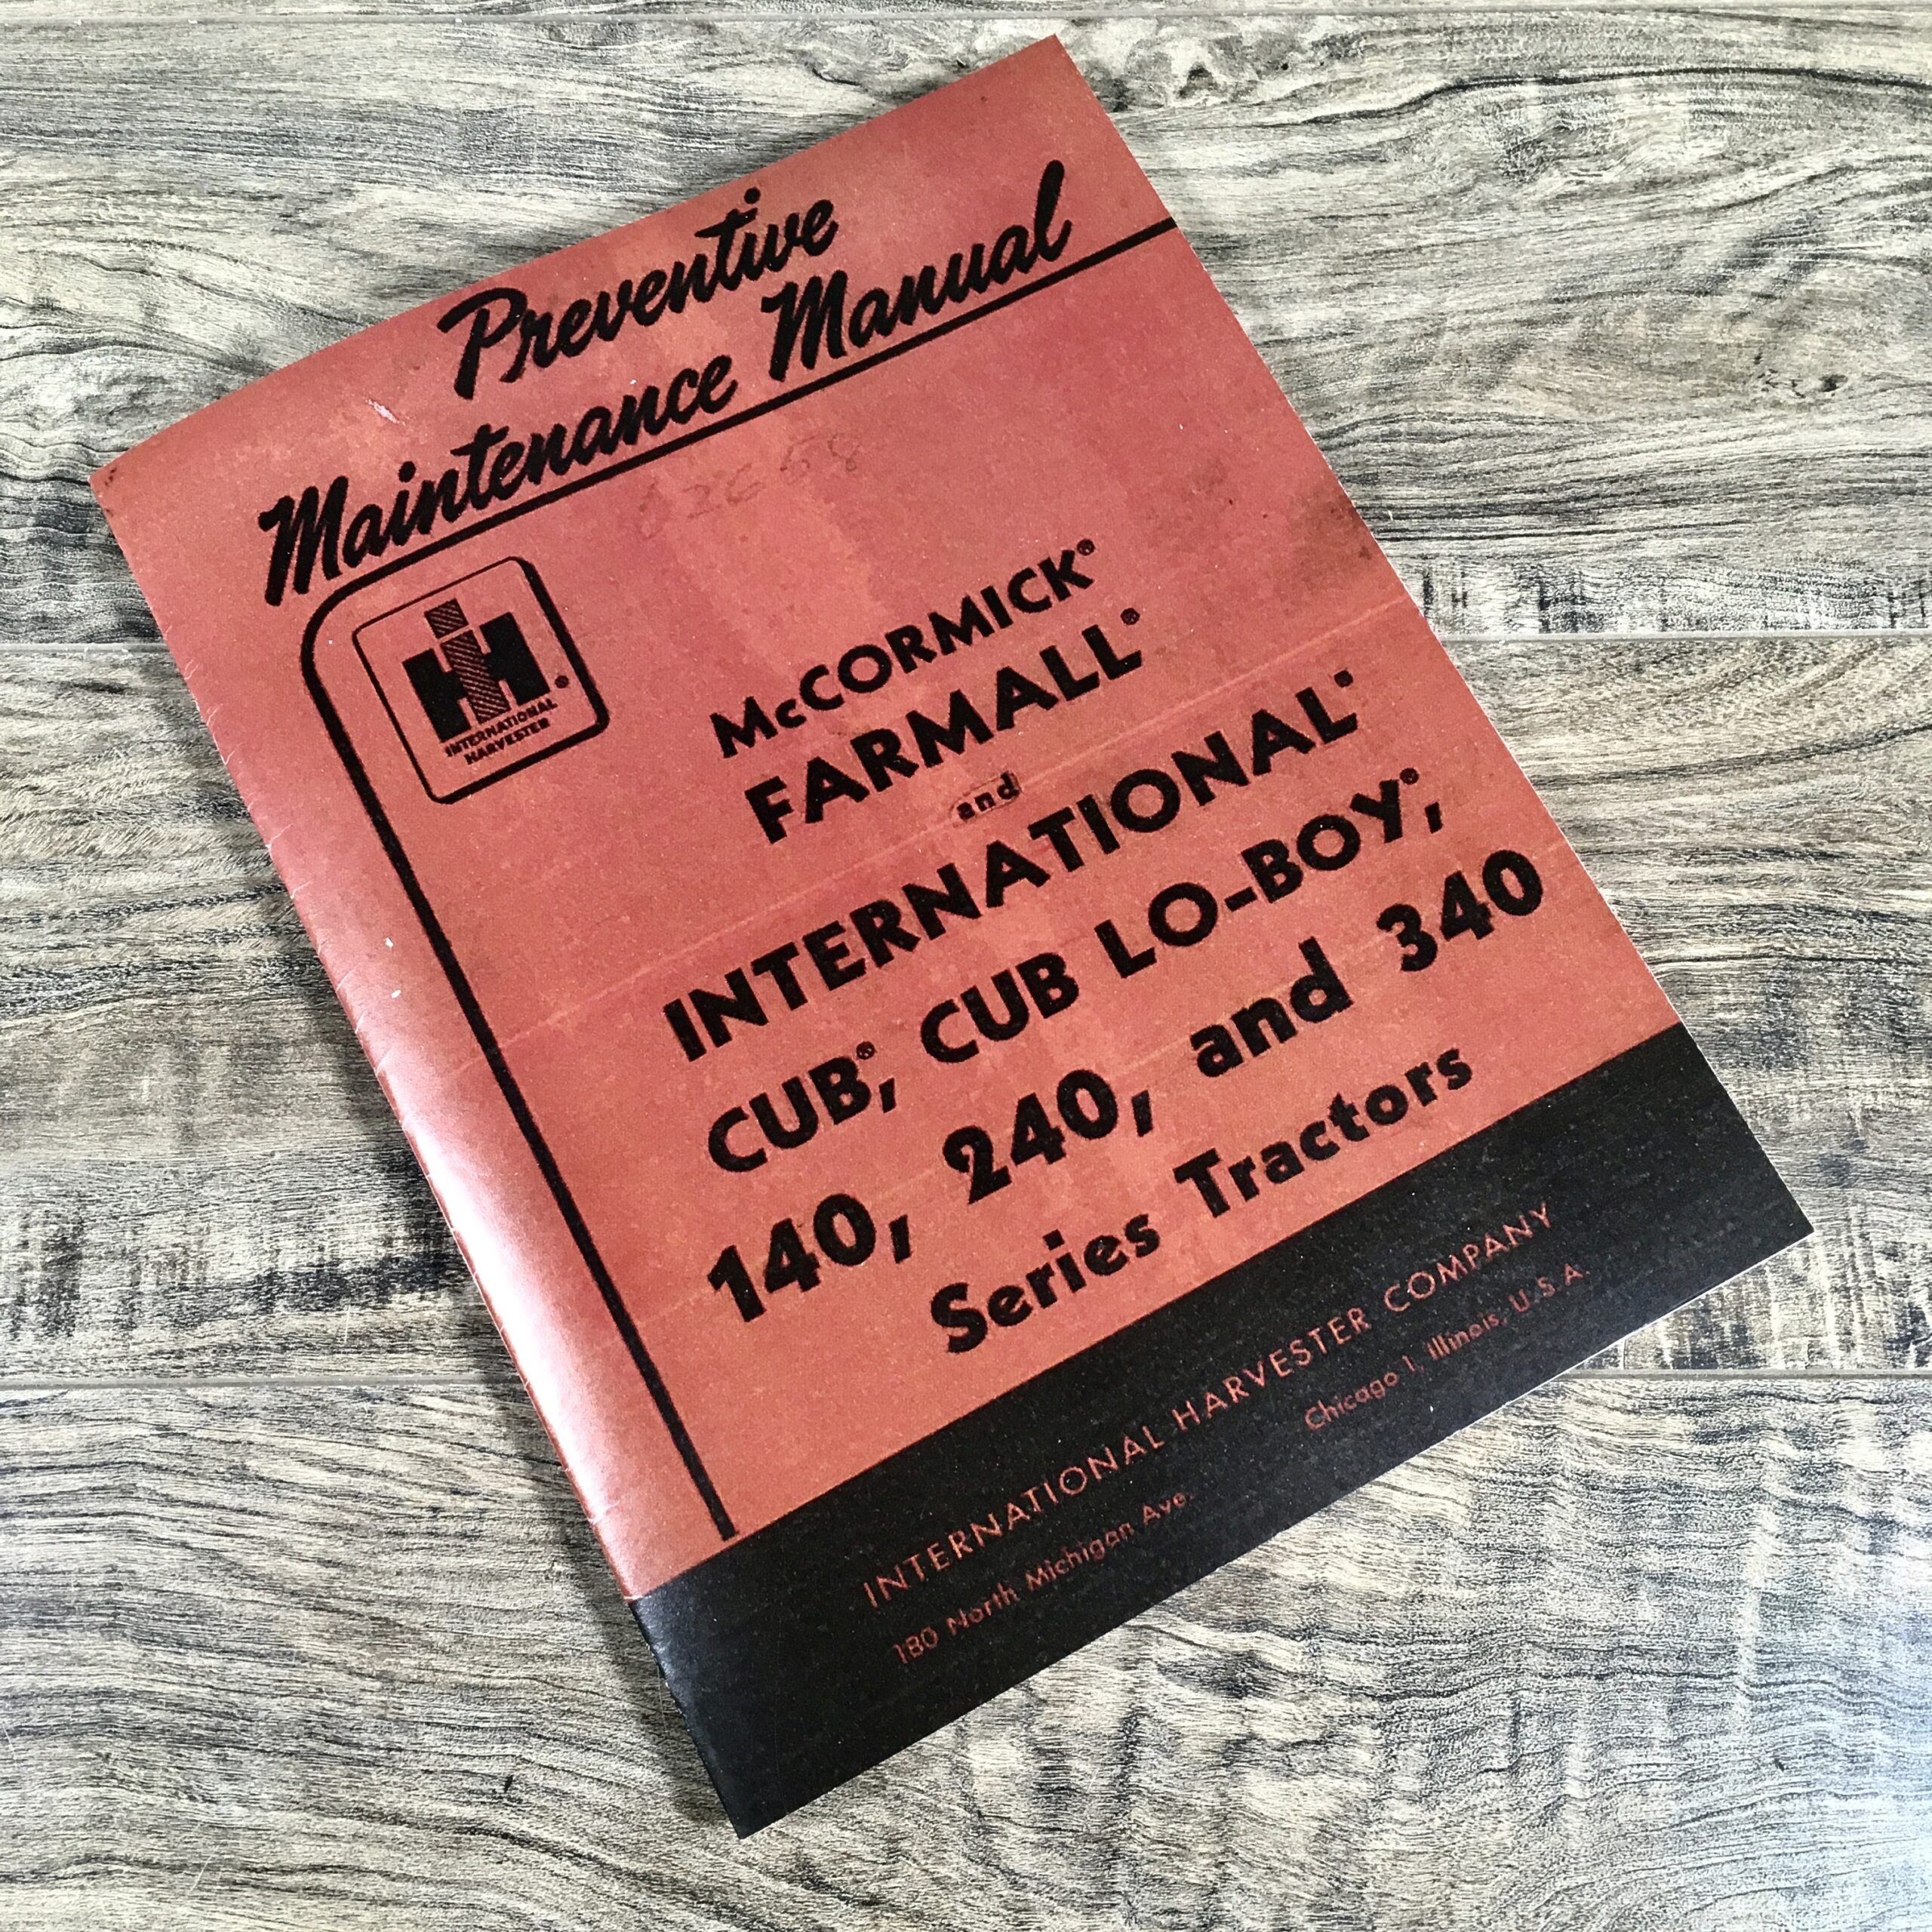 Preventive
Maintenance Manual
IH®
INTERNATIONAL
HARVESTER
McCORMICK®
FARMALL®
and
INTERNATIONAL®
CUB®, CUB LO-BOY®,
140, 240, and 340
Series Tractors
INTERNATIONAL HARVESTER COMPANY
180 North Michigan Ave. Chicago 1, Illinois, U.S.A.